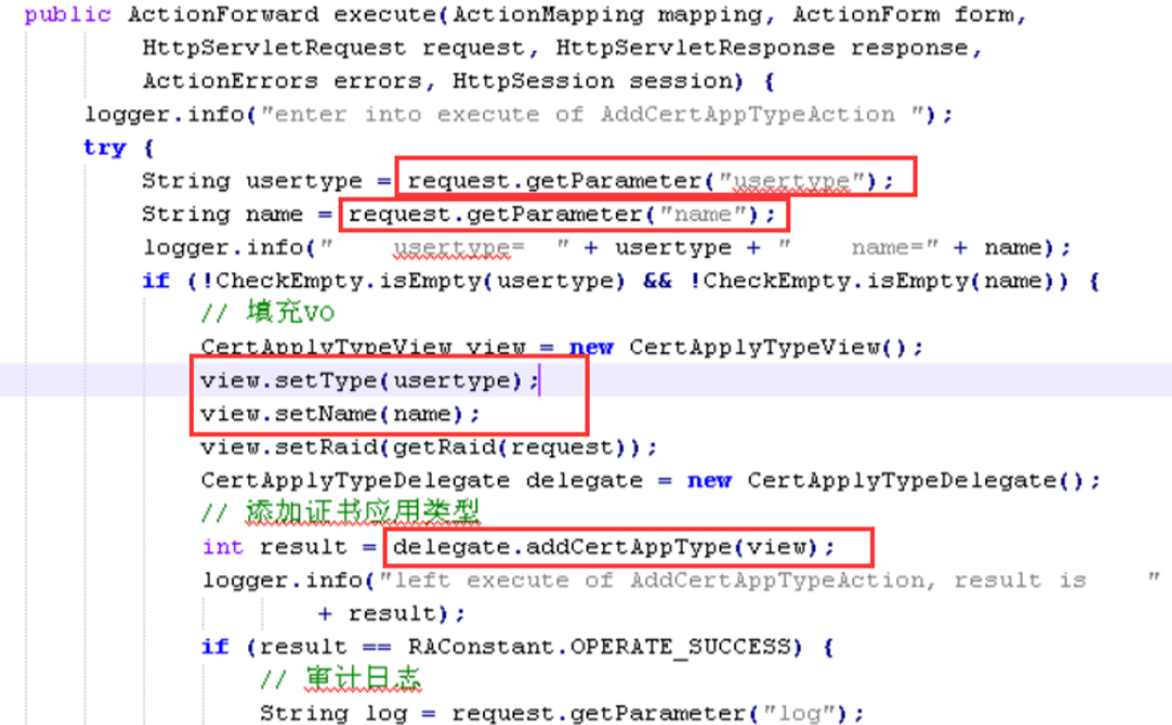 public ActionForward execute(ActionMapping mapping, ActionForm form,
HttpServletRequest request, HttpServletResponse response,
ActionErrors errors, HttpSession session) {
logger.info("enter into execute of AddCertAppTypeAction ");
try {
String usertype = request.getParameter("usertype");
String name = request.getParameter("name");
logger.info("    usertype=  " + usertype + "    name=" + name);
if (!CheckEmpty.isEmpty(usertype) && !CheckEmpty.isEmpty(name)) {
// 填充VO
CertApplyTypeView view = new CertApplyTypeView();
view.setType(usertype);
view.setName(name);
view.setRaid(getRaid(request));
CertApplyTypeDelegate delegate = new CertApplyTypeDelegate();
// 添加证书应用类型
int result = delegate.addCertAppType(view);
logger.info("left execute of AddCertAppTypeAction, result is    "
+ result);
if (result == RAConstant.OPERATE_SUCCESS) {
// 审计日志
String log = request.getParameter("log");